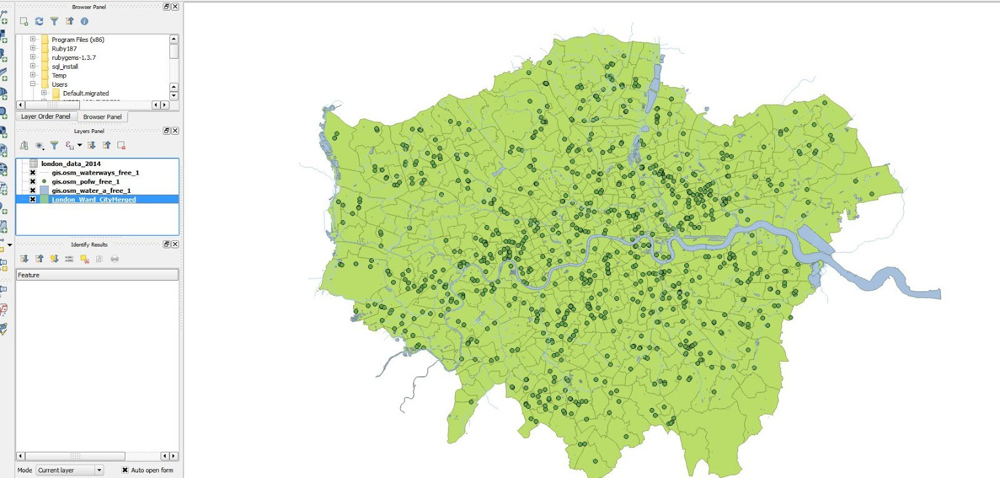 Browser Panel
Program Files (x86)
Ruby187
rubygems-1.3.7
sql_install
Temp
Users
Default.migrated
Layer Order Panel
Browser Panel
Layers Panel
london_data_2014
gis.osm_waterways_free_1
gis.osm_pofw_free_1
gis.osm_water_a_free_1
London_Ward_CityMerged
Identify Results
Feature
Mode
Current layer
Auto open form